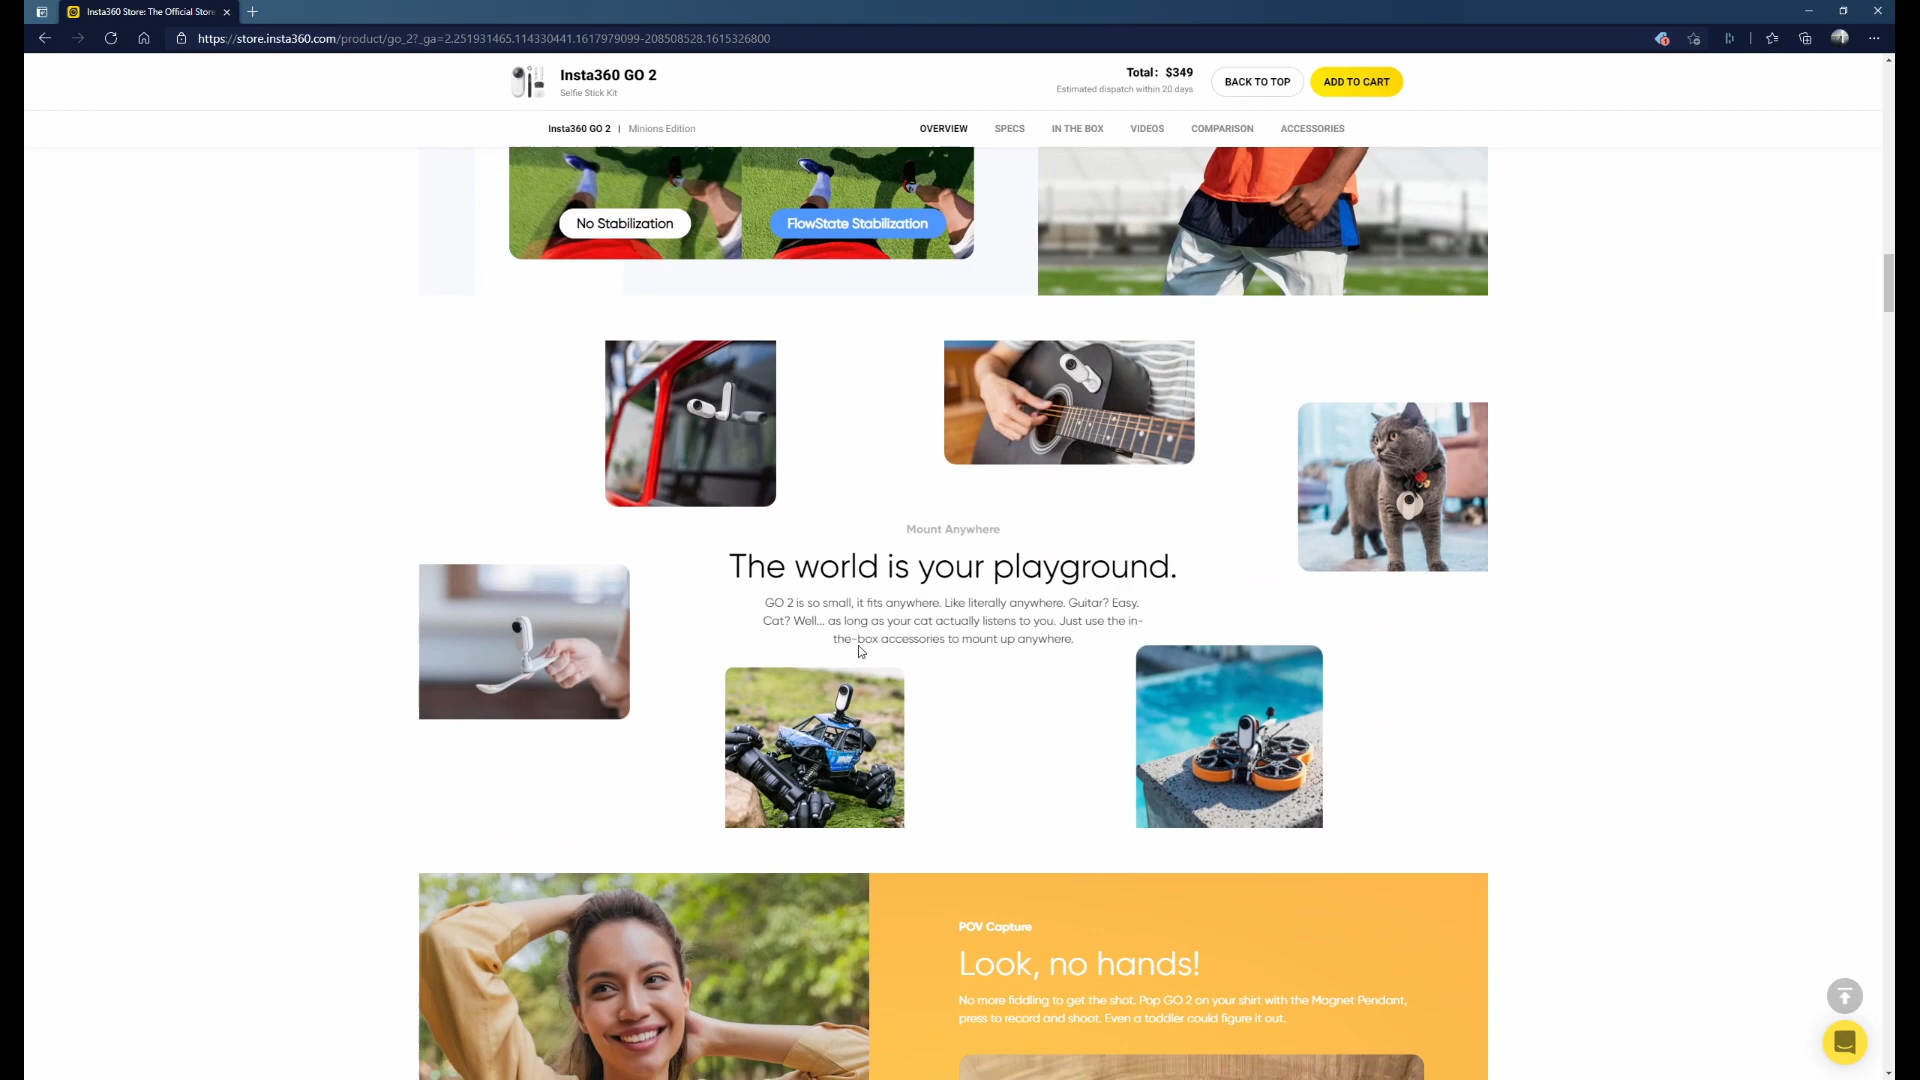 Insta360 Store: The Official Store
https://store.insta360.com/product/go_2?_ga=2.251931465.114330441.1617979099-208508528.1615326800
Insta360 GO 2
Selfie Stick Kit
Total: $349
Estimated dispatch within 20 days
BACK TO TOP
ADD TO CART
Insta360 GO 2 | Minions Edition
OVERVIEW SPECS IN THE BOX VIDEOS COMPARISON ACCESSORIES
No Stabilization
FlowState Stabilization
Mount Anywhere
The world is your playground.
GO 2 is so small, it fits anywhere. Like literally anywhere. Guitar? Easy.
Cat? Well... as long as your cat actually listens to you. Just use the in-
the-box accessories to mount up anywhere.
POV Capture
Look, no hands!
No more fiddling to get the shot. Pop GO 2 on your shirt with the Magnet Pendant,
press to record and shoot. Even a toddler could figure it out.